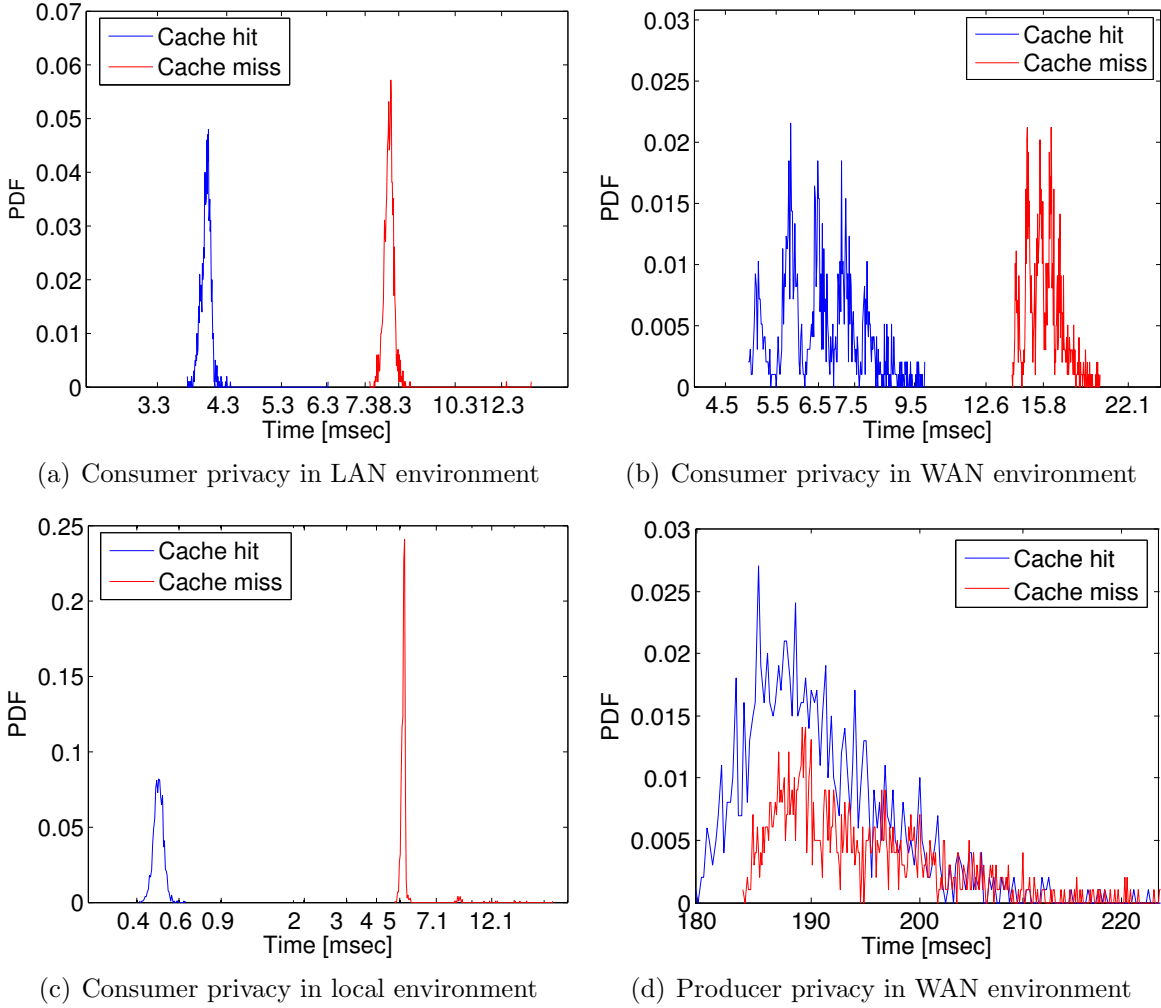 0.07
0.06
0.05
0.04
0.03
0.02
0.01
0
PDF
Cache hit
Cache miss
3.3 4.3 5.3 6.3 7.3 8.3 10.3 12.3
Time [msec]
(a) Consumer privacy in LAN environment
0.03
0.025
0.02
0.015
0.01
0.005
0
PDF
Cache hit
Cache miss
4.5 5.5 6.5 7.5 9.5 12.6 15.8 22.1
Time [msec]
(b) Consumer privacy in WAN environment
0.25
0.2
0.15
0.1
0.05
0
PDF
Cache hit
Cache miss
0.4 0.6 0.9 2 3 4 5 7.1 12.1
Time [msec]
(c) Consumer privacy in local environment
0.03
0.025
0.02
0.015
0.01
0.005
0
PDF
Cache hit
Cache miss
180 190 200 210 220
Time [msec]
(d) Producer privacy in WAN environment